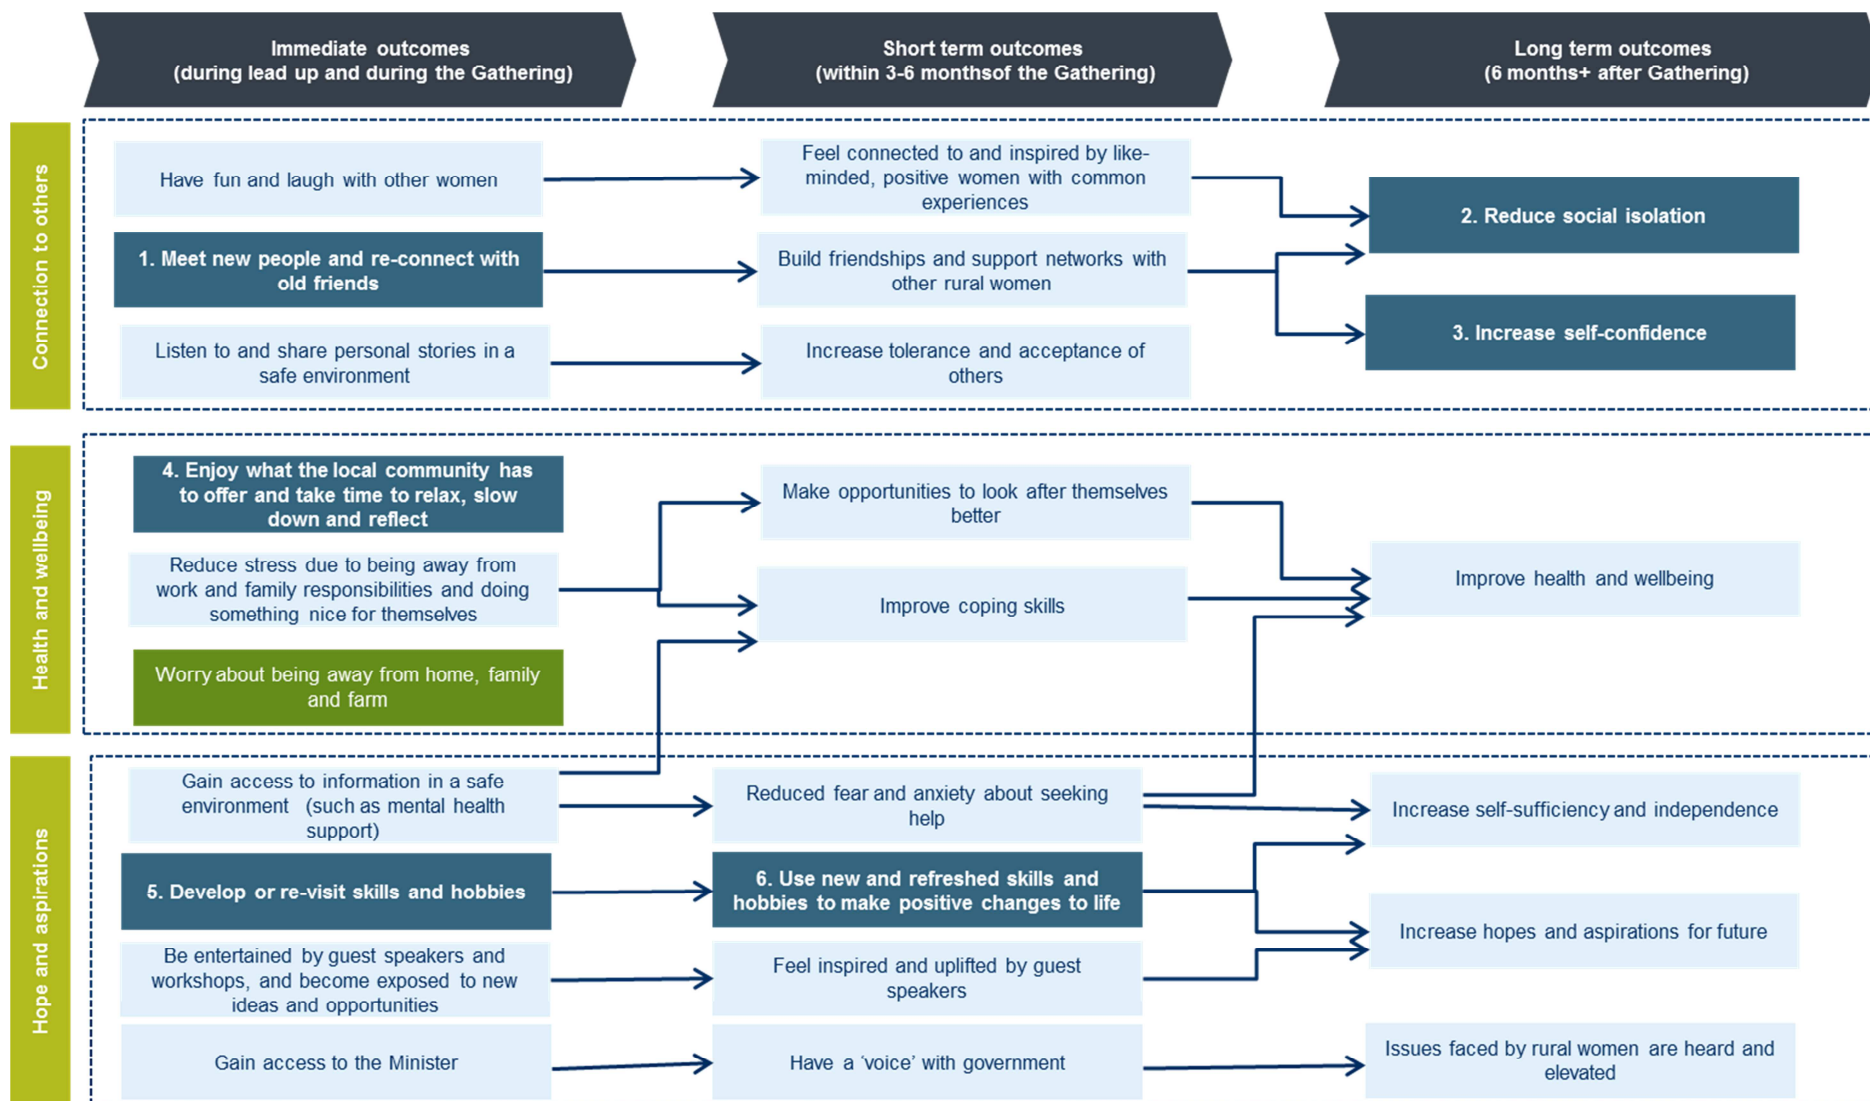 Immediate outcomes
(during lead up and during the Gathering)
Short term outcomes
(within 3-6 monthsof the Gathering)
Long term outcomes
(6 months+ after Gathering)
Connection to others
Have fun and laugh with other women
Feel connected to and inspired by like-
minded, positive women with common
experiences
2. Reduce social isolation
1. Meet new people and re-connect with
old friends
Build friendships and support networks with
other rural women
3. Increase self-confidence
Listen to and share personal stories in a
safe environment
Increase tolerance and acceptance of
others
Health and wellbeing
4. Enjoy what the local community has
to offer and take time to relax, slow
down and reflect
Make opportunities to look after themselves
better
Reduce stress due to being away from
work and family responsibilities and doing
something nice for themselves
Improve coping skills
Improve health and wellbeing
Worry about being away from home, family
and farm
Hope and aspirations
Gain access to information in a safe
environment (such as mental health
support)
Reduced fear and anxiety about seeking
help
Increase self-sufficiency and independence
5. Develop or re-visit skills and hobbies
6. Use new and refreshed skills and
hobbies to make positive changes to life
Increase hopes and aspirations for future
Be entertained by guest speakers and
workshops, and become exposed to new
ideas and opportunities
Feel inspired and uplifted by guest
speakers
Gain access to the Minister
Have a ‘voice’ with government
Issues faced by rural women are heard and
elevated